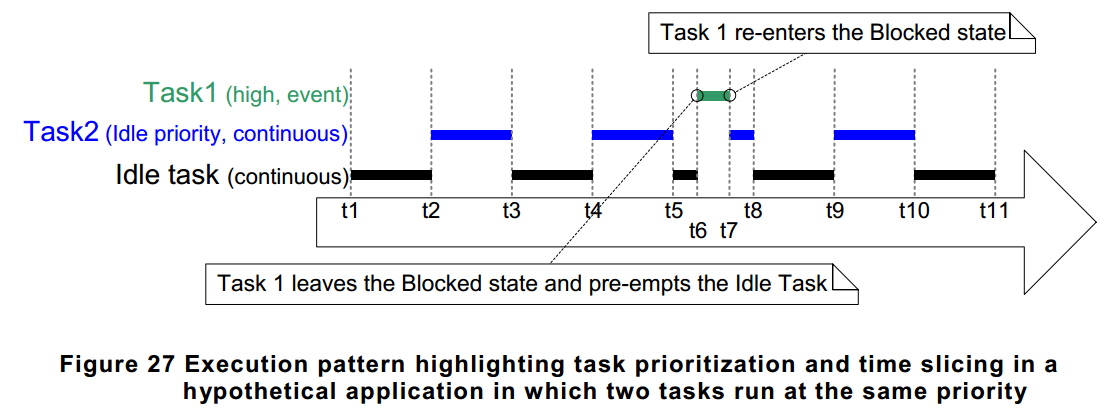 Task 1 re-enters the Blocked state
Task1 (high, event)
Task2 (Idle priority, continuous)
Idle task (continuous)
t1 t2 t3 t4 t5 t8 t9 t10 t11
t6 t7
Task 1 leaves the Blocked state and pre-empts the Idle Task
Figure 27 Execution pattern highlighting task prioritization and time slicing in a
hypothetical application in which two tasks run at the same priority